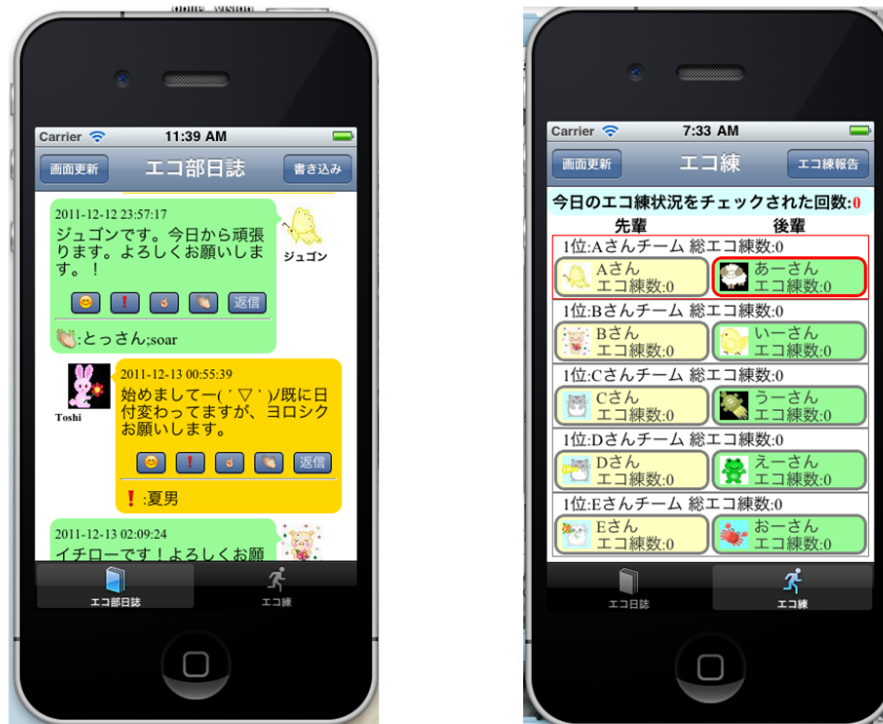 Carrier 11:39 AM
画面更新 エコ部日誌 書き込み
2011-12-12 23:57:17
ジュゴンです。今日から頑張
ります。よろしくお願いしま
す。！
ジュゴン
返信
:とっさん;soar
2011-12-13 00:55:39
始めましてー( ´ ▽ ` )ﾉ既に日
付変わってますが、ヨロシク
お願いします。
Toshi
返信
:夏男
2011-12-13 02:09:24
イチローです！よろしくお願
エコ部日誌 エコ練
Carrier 7:33 AM
画面更新 エコ練 エコ練報告
今日のエコ練状況をチェックされた回数:0
先輩 後輩
1位:Aさんチーム 総エコ練数:0
Aさん あーさん
エコ練数:0 エコ練数:0
1位:Bさんチーム 総エコ練数:0
Bさん いーさん
エコ練数:0 エコ練数:0
1位:Cさんチーム 総エコ練数:0
Cさん うーさん
エコ練数:0 エコ練数:0
1位:Dさんチーム 総エコ練数:0
Dさん えーさん
エコ練数:0 エコ練数:0
1位:Eさんチーム 総エコ練数:0
Eさん おーさん
エコ練数:0 エコ練数:0
エコ日誌 エコ練